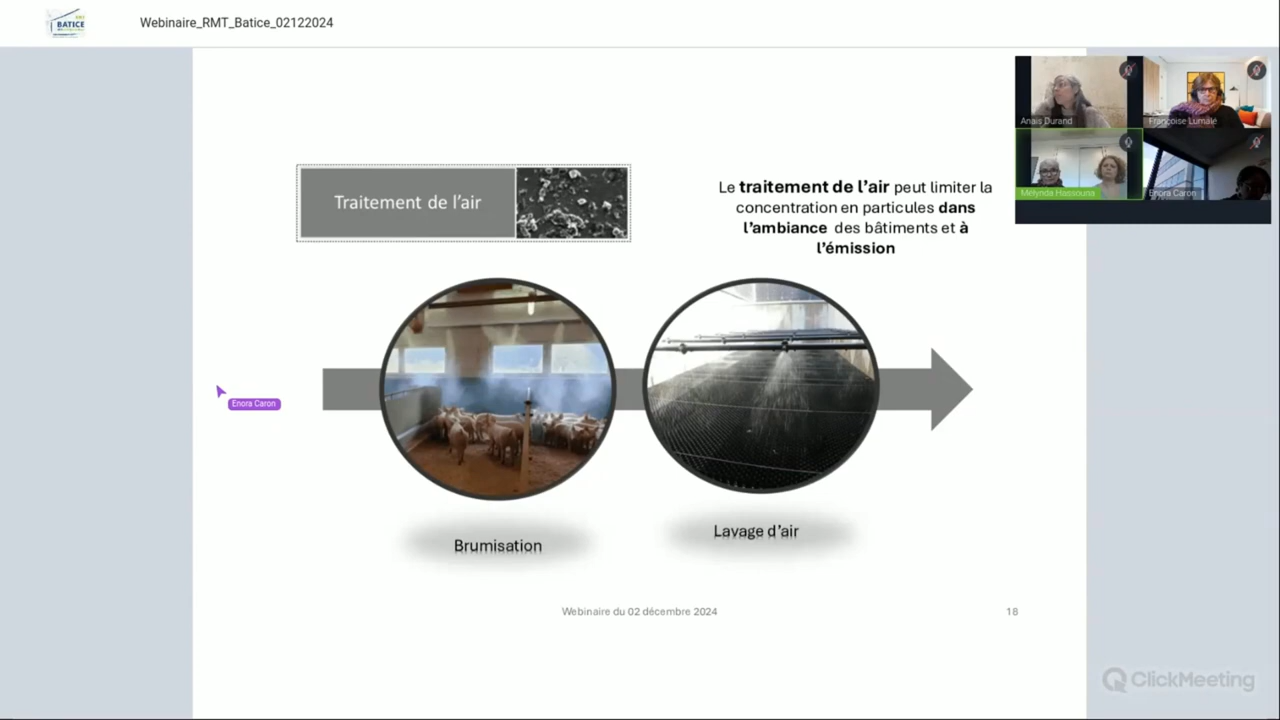 BATICE
Webinaire_RMT_Batice_02122024
Anaïs Durand
Françoise Lumalé
Mélynda Hassouna
Enora Caron
Traitement de l'air
Le traitement de l'air peut limiter la
concentration en particules dans
l'ambiance des bâtiments et à
l'émission
Enora Caron
Brumisation
Lavage d'air
Webinaire du 02 décembre 2024
18
ClickMeeting